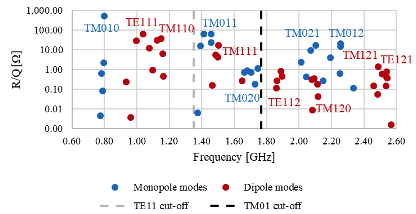 R/Q [Ω]
1,000.00
100.00
10.00
1.00
0.10
0.01
0.00
TM010
TE111
TM110
TM011
TM111
TM020
TM021
TM012
TM121
TE121
TE112
TM120
0.60 0.80 1.00 1.20 1.40 1.60 1.80 2.00 2.20 2.40 2.60
Frequency [GHz]
Monopole modes Dipole modes
TE11 cut-off TM01 cut-off